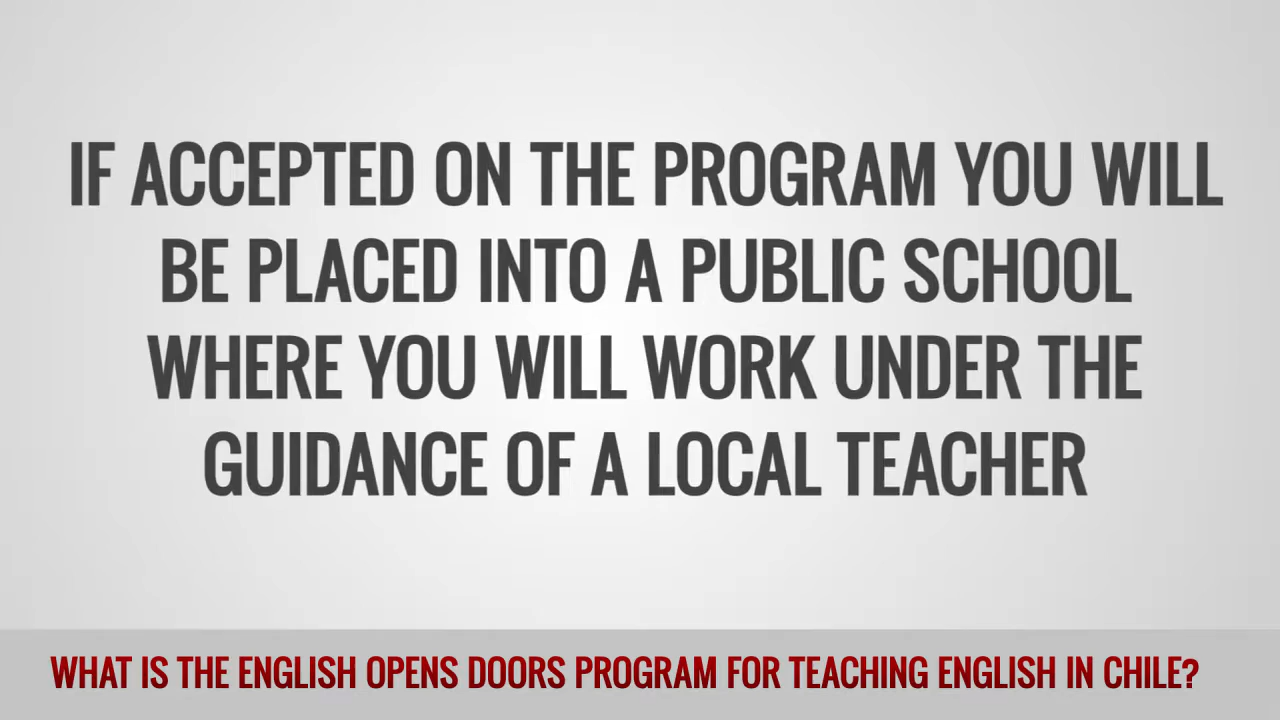 IF ACCEPTED ON THE PROGRAM YOU WILL
BE PLACED INTO A PUBLIC SCHOOL
WHERE YOU WILL WORK UNDER THE
GUIDANCE OF A LOCAL TEACHER
WHAT IS THE ENGLISH OPENS DOORS PROGRAM FOR TEACHING ENGLISH IN CHILE?